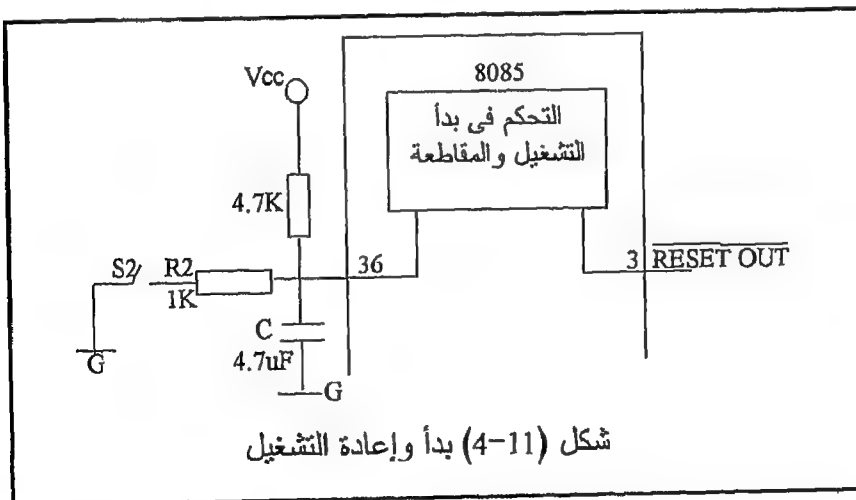 8085
Vcc
التحكم فى بدأ
التشغيل والمقاطعة
4.7K
S2 R2
1K
36
3 RESET OUT
C
4.7uF
G
G
شكل (11-4) بدأ وإعادة التشغيل